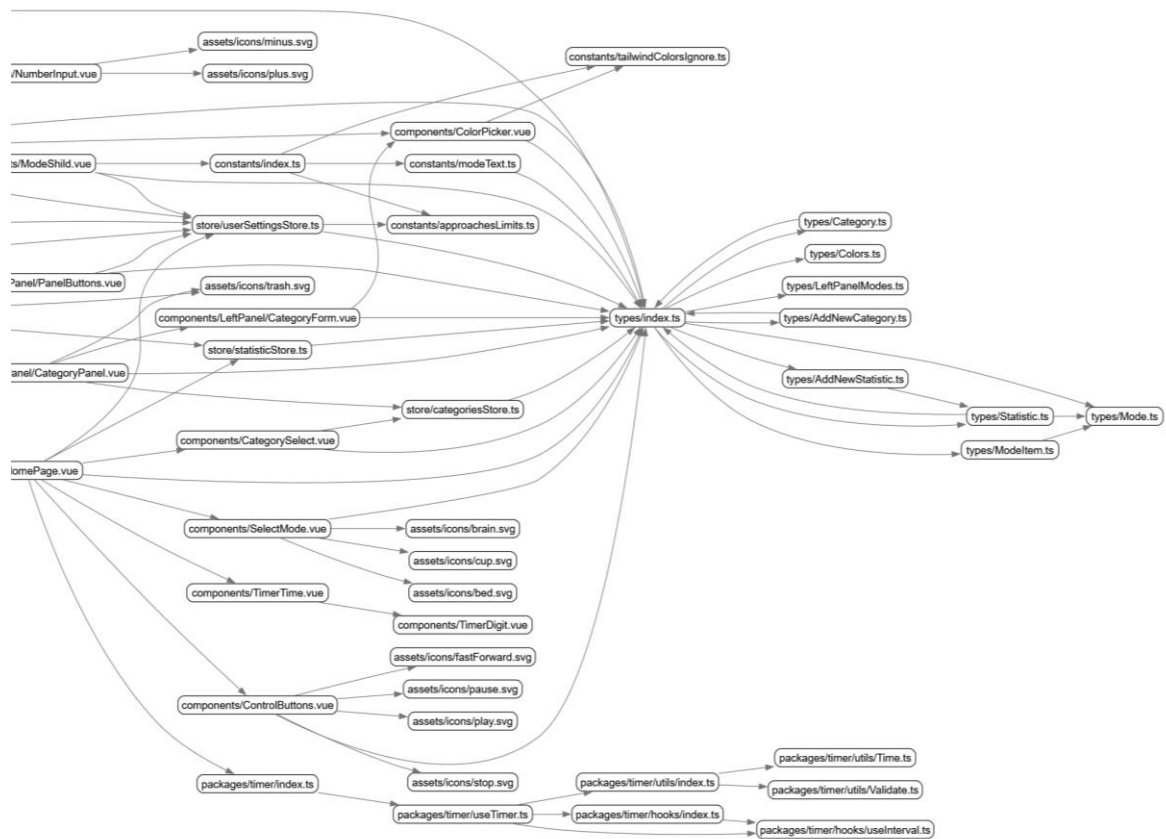 assets/icons/minus.svg
constants/tailwindColorsIgnore.ts
/NumberInput.vue
assets/icons/plus.svg
components/ColorPicker.vue
ts/ModeShild.vue
constants/index.ts
constants/modeText.ts
store/userSettingsStore.ts
constants/approachesLimits.ts
types/Category.ts
types/Colors.ts
Panel/PanelButtons.vue
assets/icons/trash.svg
types/LeftPanelModes.ts
components/LeftPanel/CategoryForm.vue
types/index.ts
types/AddNewCategory.ts
store/statisticStore.ts
anel/CategoryPanel.vue
types/AddNewStatistic.ts
store/categoriesStore.ts
types/Statistic.ts
types/Mode.ts
components/CategorySelect.vue
types/ModeItem.ts
HomePage.vue
components/SelectMode.vue
assets/icons/brain.svg
assets/icons/cup.svg
components/TimerTime.vue
assets/icons/bed.svg
components/TimerDigit.vue
assets/icons/fastForward.svg
assets/icons/pause.svg
components/ControlButtons.vue
assets/icons/play.svg
packages/timer/utils/Time.ts
packages/timer/index.ts
assets/icons/stop.svg
packages/timer/utils/index.ts
packages/timer/utils/Validate.ts
packages/timer/useTimer.ts
packages/timer/hooks/index.ts
packages/timer/hooks/useInterval.ts